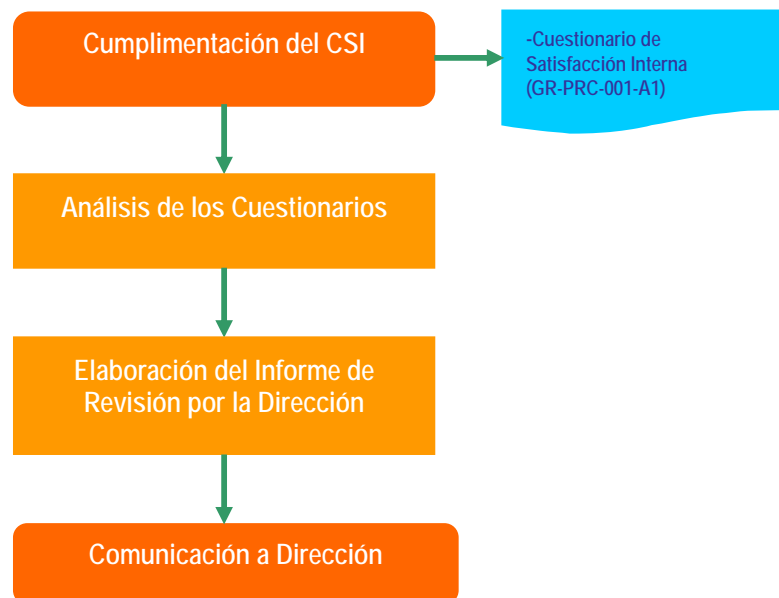 Cumplimentación del CSI
-Cuestionario de
Satisfacción Interna
(GR-PRC-001-A1)
Análisis de los Cuestionarios
Elaboración del Informe de
Revisión por la Dirección
Comunicación a Dirección